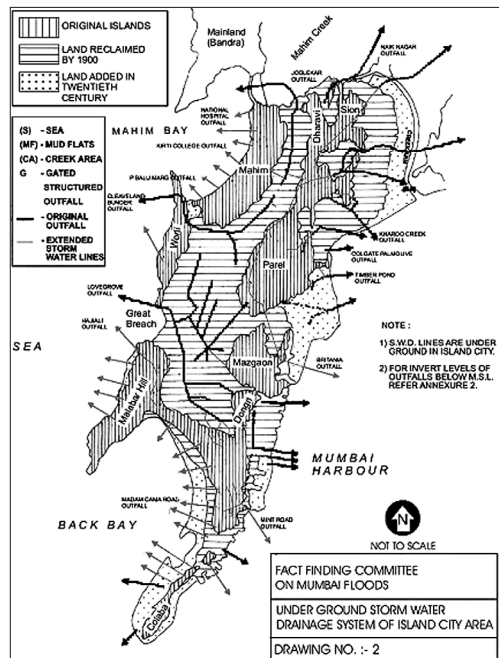 ORIGINAL ISLANDS
LAND RECLAIMED
BY 1900
LAND ADDED IN
TWENTIETH
CENTURY
(S) - SEA
(MF) - MUD FLATS
(CA) - CREEK AREA
G - GATED
STRUCTURED
OUTFALL
- ORIGINAL
OUTFALL
- EXTENDED
STORM
WATER LINES
Mainland
(Bandra)
Mahim Creek
NAIK NAGAR
OUTFALL
JOGLEKAR
OUTFALL
NATIONAL
HOSPITAL
OUTFALL
MAHIM BAY
KIRTI COLLEGE OUTFALL
Dharavi
Sion
Mahim
P BALU MARG OUTFALL
CLEAVELAND
BUNDER
OUTFALL
Worli
KHAROO CREEK
OUTFALL
COLGATE PALMOLIVE
OUTFALL
Parel
TIMBER POND
OUTFALL
LOVEGROVE
OUTFALL
Great
Breach
HAJIALI
OUTFALL
SEA
NOTE :
1) S.W.D. LINES ARE UNDER
GROUND IN ISLAND CITY.
2) FOR INVERT LEVELS OF
OUTFALLS BELOW M.S.L.
REFER ANNEXURE 2.
Mazgaon
BRITANIA
OUTFALL
Malabar Hill
Dongri
MUMBAI
HARBOUR
MADAM CAMA ROAD
OUTFALL
MINT ROAD
OUTFALL
BACK BAY
Colaba
N
NOT TO SCALE
FACT FINDING COMMITTEE
ON MUMBAI FLOODS
UNDER GROUND STORM WATER
DRAINAGE SYSTEM OF ISLAND CITY AREA
DRAWING NO. :- 2